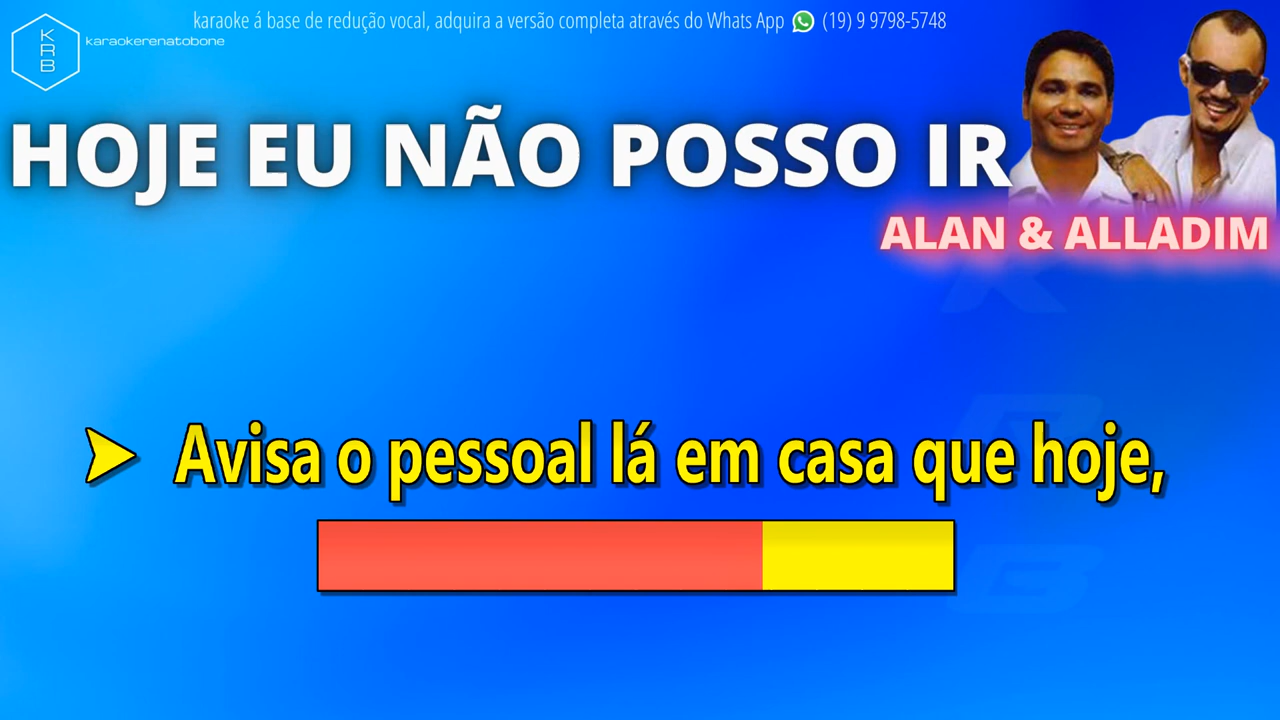 karaoke á base de redução vocal, adquira a versão completa através do Whats App (19) 9 9798-5748
K
R
B
karaokerenatobone
HOJE EU NÃO POSSO IR
ALAN & ALLADIM
Avisa o pessoal lá em casa que hoje,
K
R
B